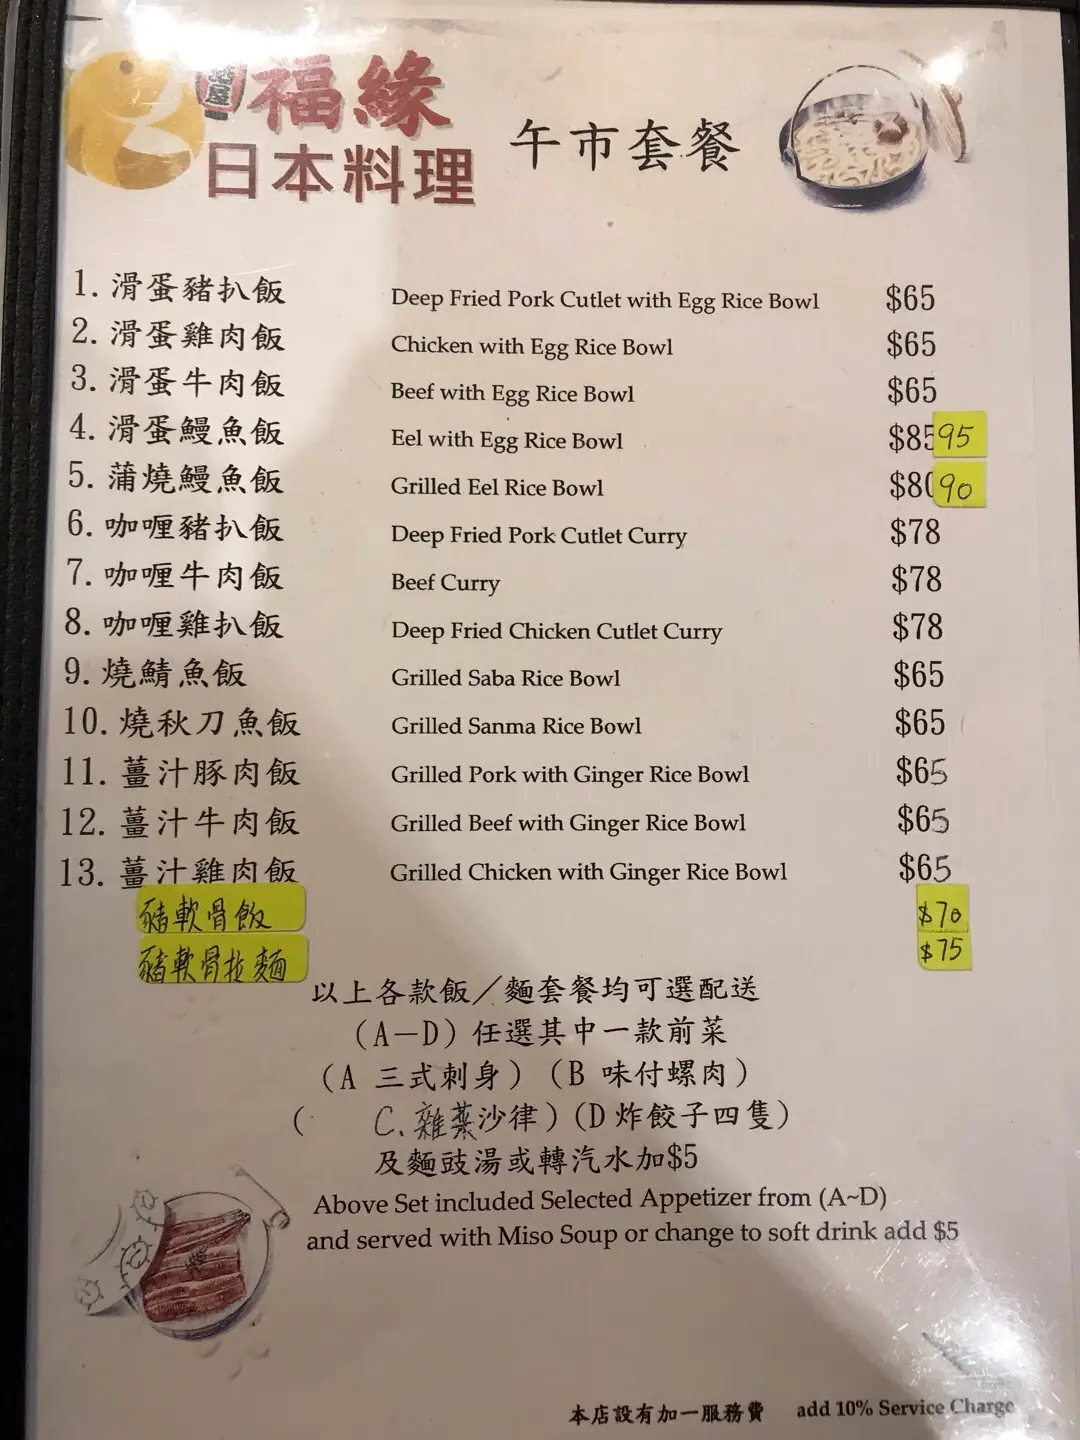 福緣
日本料理
午市套餐
1. 滑蛋豬扒飯 Deep Fried Pork Cutlet with Egg Rice Bowl $65
2. 滑蛋雞肉飯 Chicken with Egg Rice Bowl $65
3. 滑蛋牛肉飯 Beef with Egg Rice Bowl $65
4. 滑蛋鰻魚飯 Eel with Egg Rice Bowl $85 95
5. 蒲燒鰻魚飯 Grilled Eel Rice Bowl $80 90
6. 咖喱豬扒飯 Deep Fried Pork Cutlet Curry $78
7. 咖喱牛肉飯 Beef Curry $78
8. 咖喱雞扒飯 Deep Fried Chicken Cutlet Curry $78
9. 燒鯖魚飯 Grilled Saba Rice Bowl $65
10. 燒秋刀魚飯 Grilled Sanma Rice Bowl $65
11. 薑汁豚肉飯 Grilled Pork with Ginger Rice Bowl $65
12. 薑汁牛肉飯 Grilled Beef with Ginger Rice Bowl $65
13. 薑汁雞肉飯 Grilled Chicken with Ginger Rice Bowl $65
豬軟骨飯 $70
豬軟骨拉麵 $75
以上各款飯／麵套餐均可選配送
（A－D）任選其中一款前菜
（A 三式刺身）（B 味付螺肉）
（ C. 雜菜沙律）（D 炸餃子四隻）
及麵豉湯或轉汽水加$5
Above Set included Selected Appetizer from (A~D)
and served with Miso Soup or change to soft drink add $5
本店設有加一服務費 add 10% Service Charge